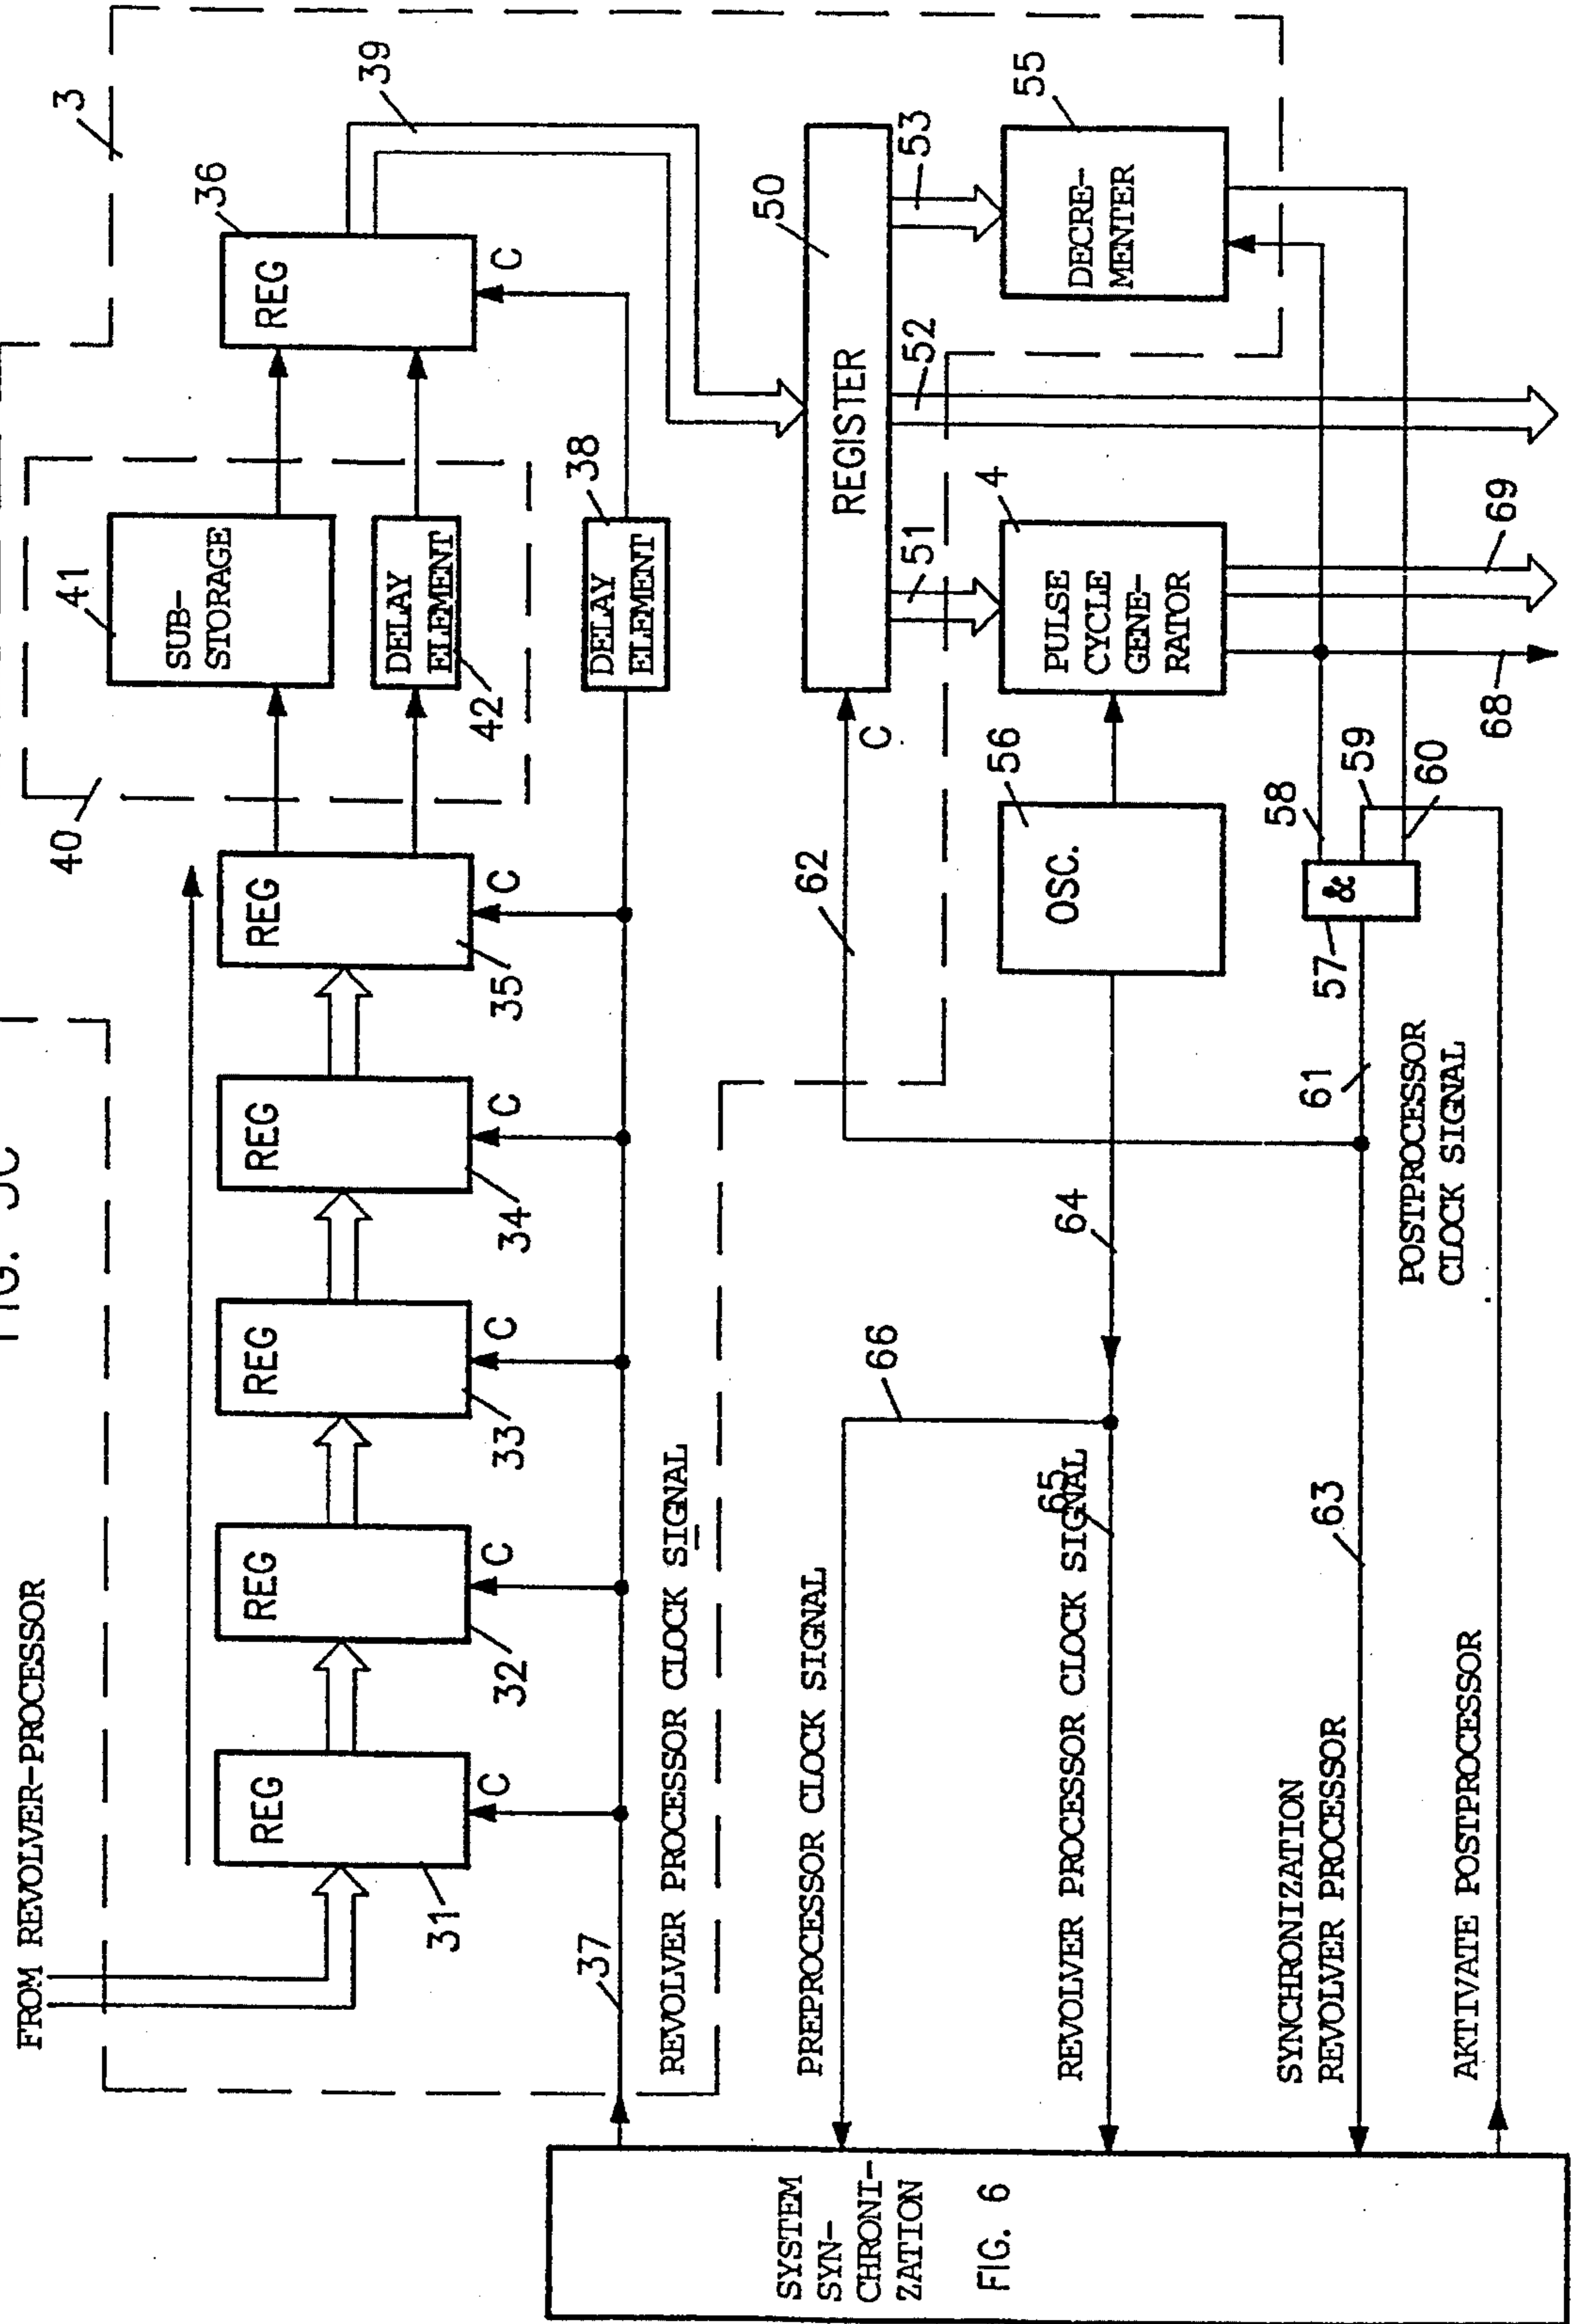 FIG. 3C
3
FROM REVOLVER-PROCESSOR
REG
31
C
REG
32
C
REG
33
C
REG
34
C
REG
35
C
40
41
SUB-
STORAGE
DELAY
ELEMENT
42
REG
36
C
39
37
REVOLVER PROCESSOR CLOCK SIGNAL
DELAY
ELEMENT
38
REGISTER
50
C
62
51
52
53
PREPROCESSOR CLOCK SIGNAL
66
REVOLVER PROCESSOR CLOCK SIGNAL
65
64
OSC.
56
PULSE
CYCLE
GENE-
RATOR
4
DECRE-
MENTER
55
SYNCHRONIZATION
REVOLVER PROCESSOR
63
61
57
&
58
59
60
68
69
POSTPROCESSOR
CLOCK SIGNAL
AKTIVATE POSTPROCESSOR
SYSTEM
SYN-
CHRONI-
ZATION
FIG. 6